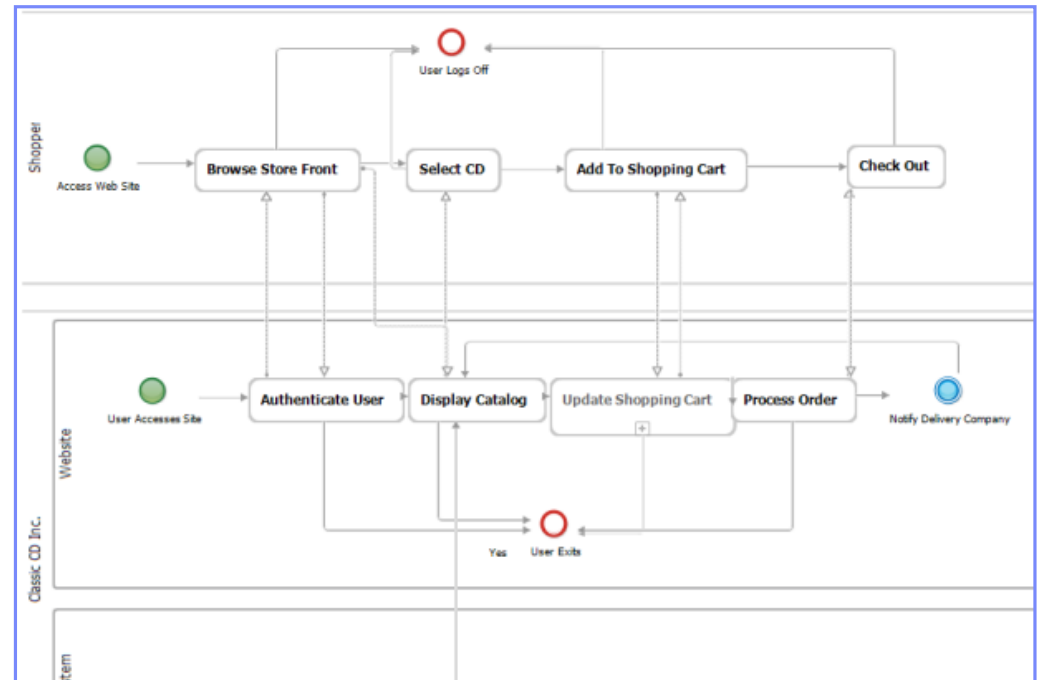 User Logs Off
Shopper
Access Web Site
Browse Store Front
Select CD
Add To Shopping Cart
Check Out
Classic CD Inc.
Website
User Accesses Site
Authenticate User
Display Catalog
Update Shopping Cart
Process Order
Notify Delivery Company
Yes
User Exits